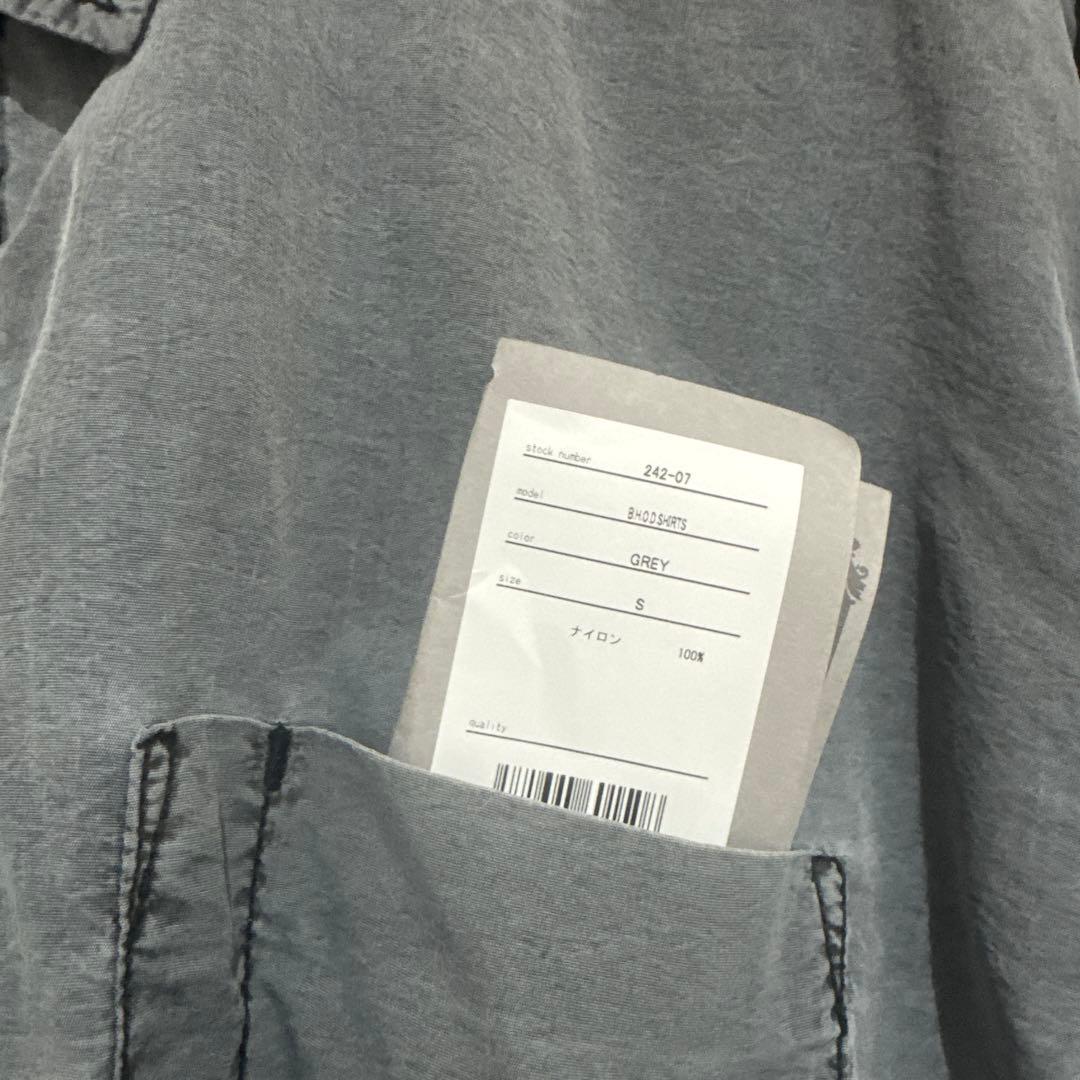 stock number 242-07
model B.H.O.D.SHIRTS
color GREY
size S
ナイロン 100%
quality